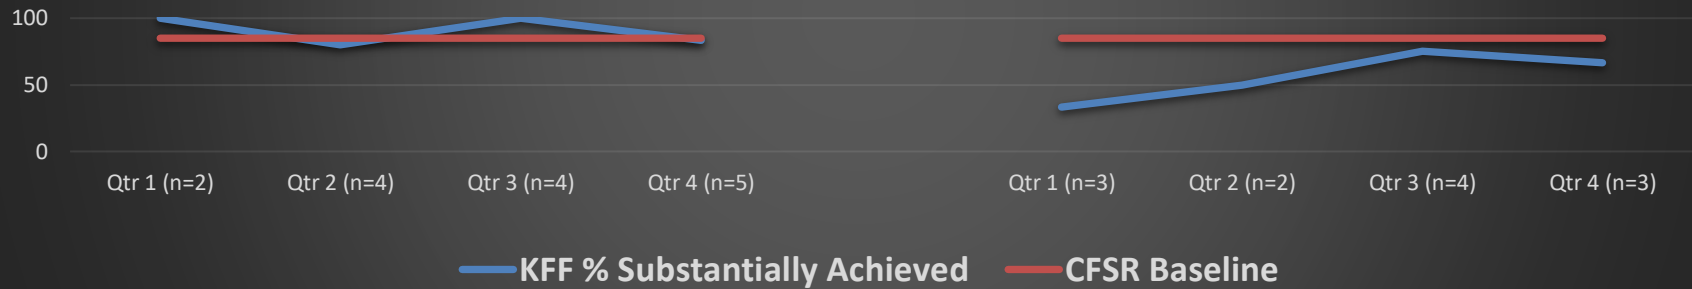 100
50
0
Qtr 1 (n=2) Qtr 2 (n=4) Qtr 3 (n=4) Qtr 4 (n=5) Qtr 1 (n=3) Qtr 2 (n=2) Qtr 3 (n=4) Qtr 4 (n=3)
KFF % Substantially Achieved CFSR Baseline